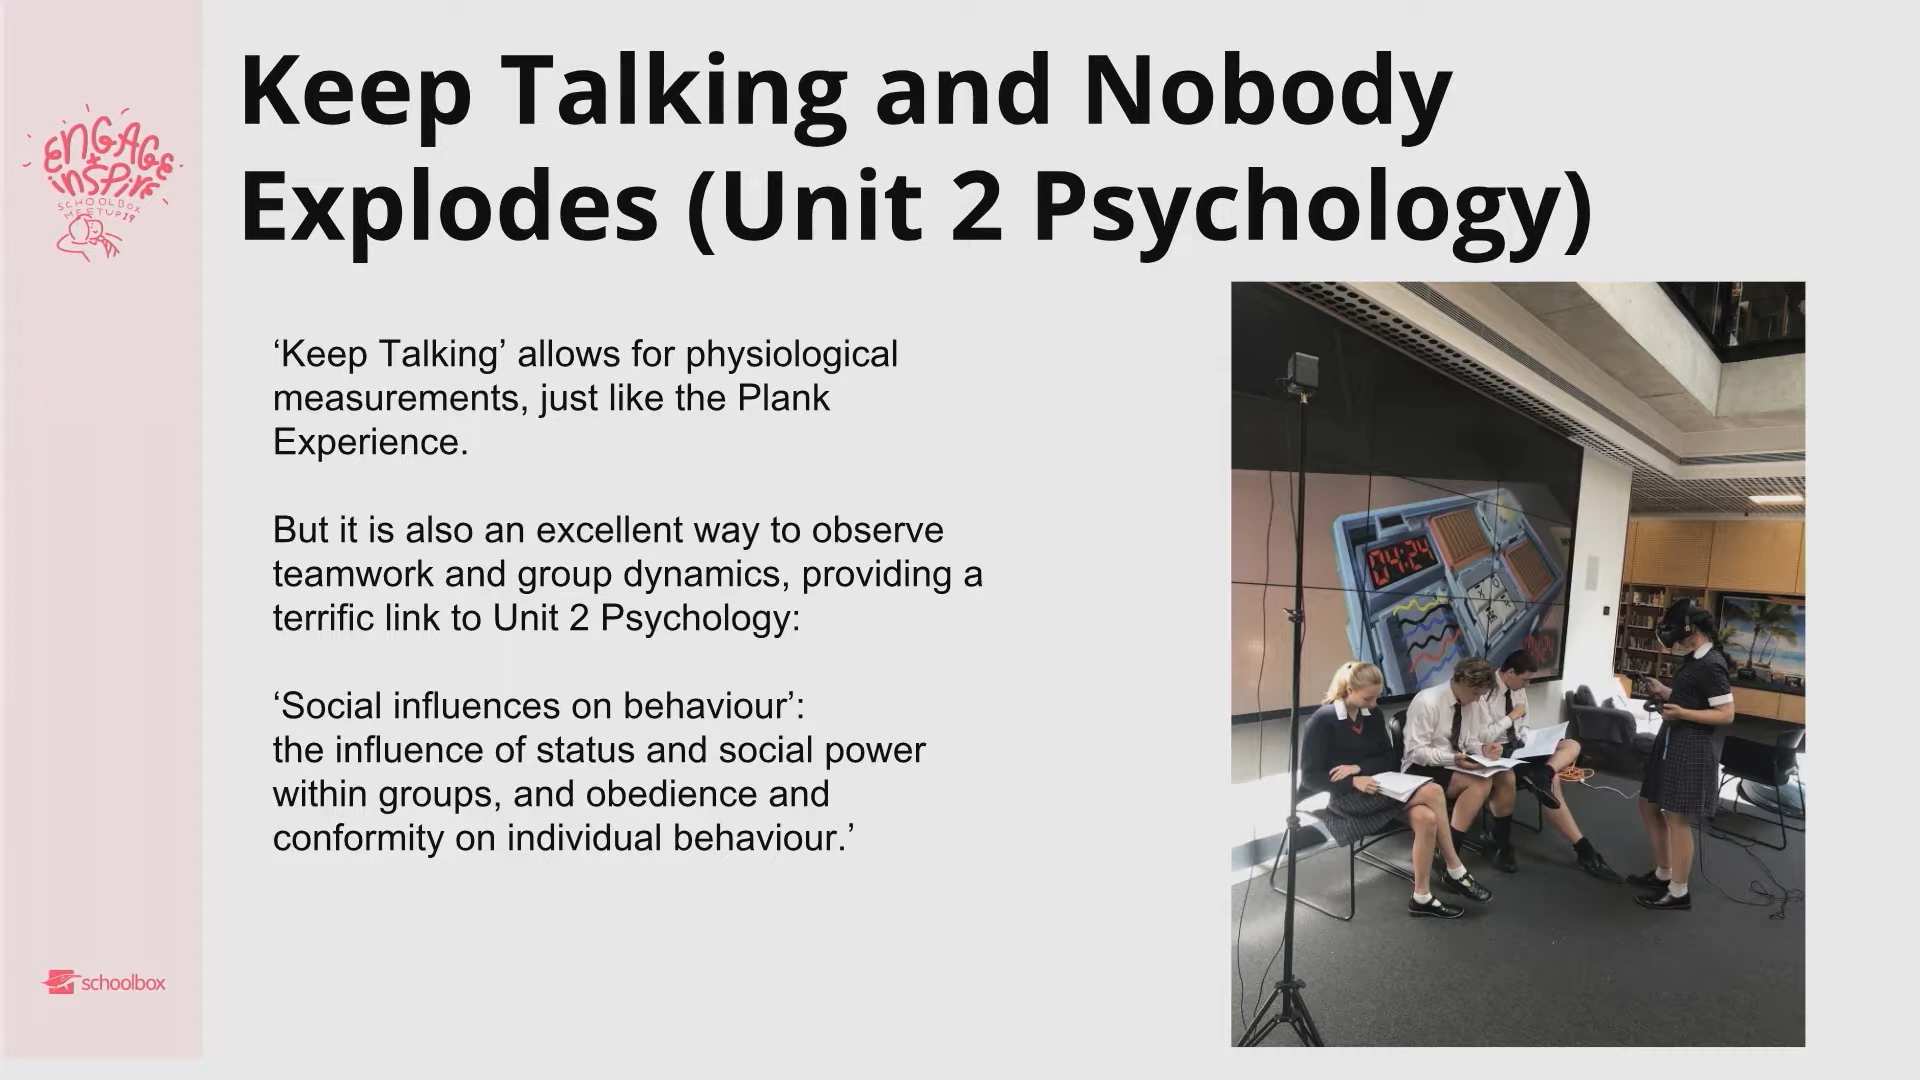 Keep Talking and Nobody
Explodes (Unit 2 Psychology)
ENGAGE
+
inSPire
SCHOOLBOX
MEETUP19
‘Keep Talking’ allows for physiological
measurements, just like the Plank
Experience.
But it is also an excellent way to observe
teamwork and group dynamics, providing a
terrific link to Unit 2 Psychology:
‘Social influences on behaviour’:
the influence of status and social power
within groups, and obedience and
conformity on individual behaviour.’
04:24
schoolbox